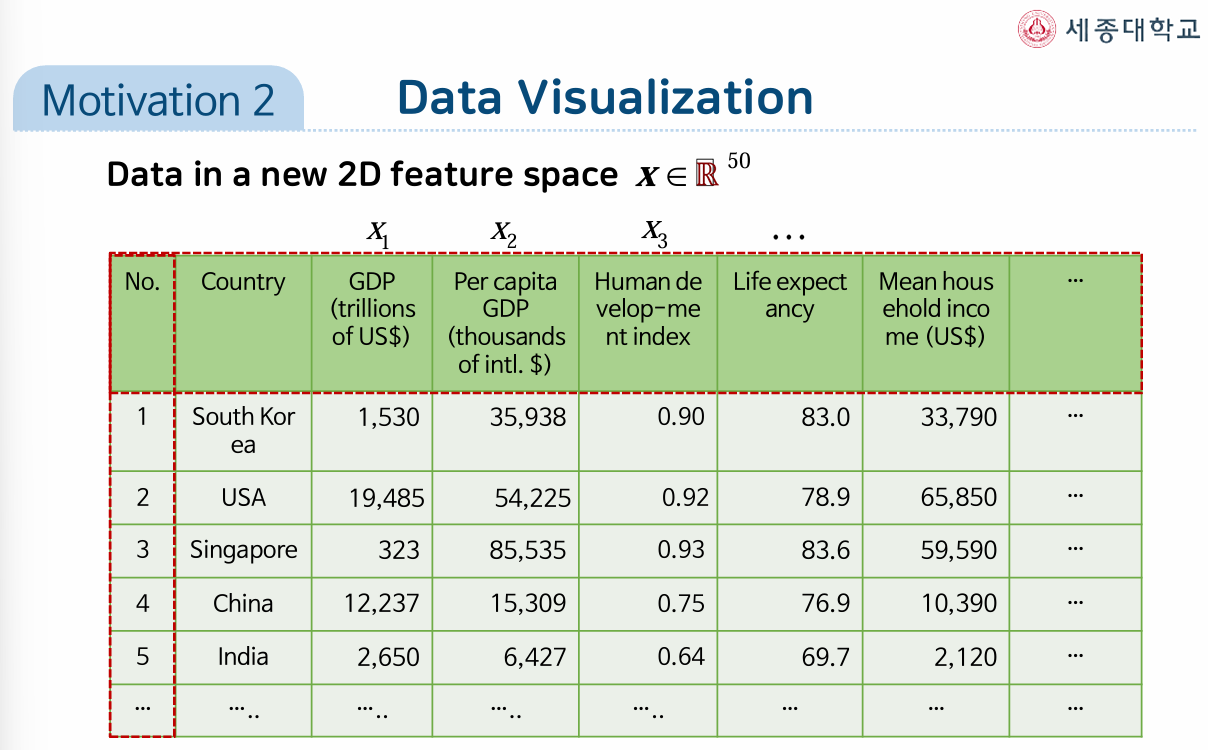 세종대학교
Motivation 2
Data Visualization
Data in a new 2D feature space x ∈ ℝ 50
X1 X2 X3 ...
No. Country GDP (trillions of US$) Per capita GDP (thousands of intl. $) Human de velop-me nt index Life expect ancy Mean hous ehold inco me (US$) ...
1 South Kor ea 1,530 35,938 0.90 83.0 33,790 ...
2 USA 19,485 54,225 0.92 78.9 65,850 ...
3 Singapore 323 85,535 0.93 83.6 59,590 ...
4 China 12,237 15,309 0.75 76.9 10,390 ...
5 India 2,650 6,427 0.64 69.7 2,120 ...
... ..... ..... ..... ..... ... ... ...